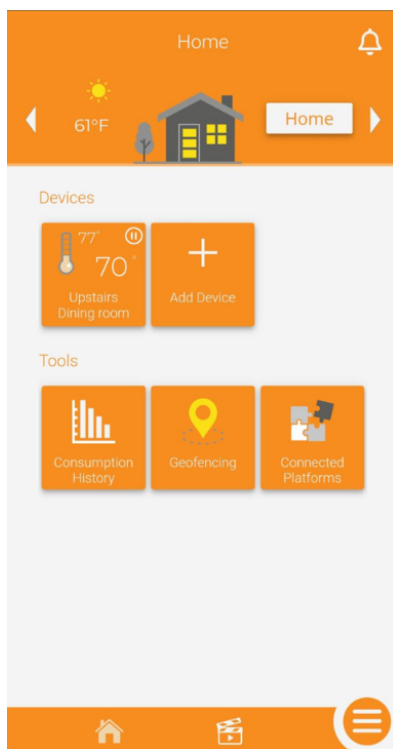 Home
61°F
Home
Devices
77°
70°
Upstairs
Dining room
Add Device
Tools
Consumption
History
Geofencing
Connected
Platforms